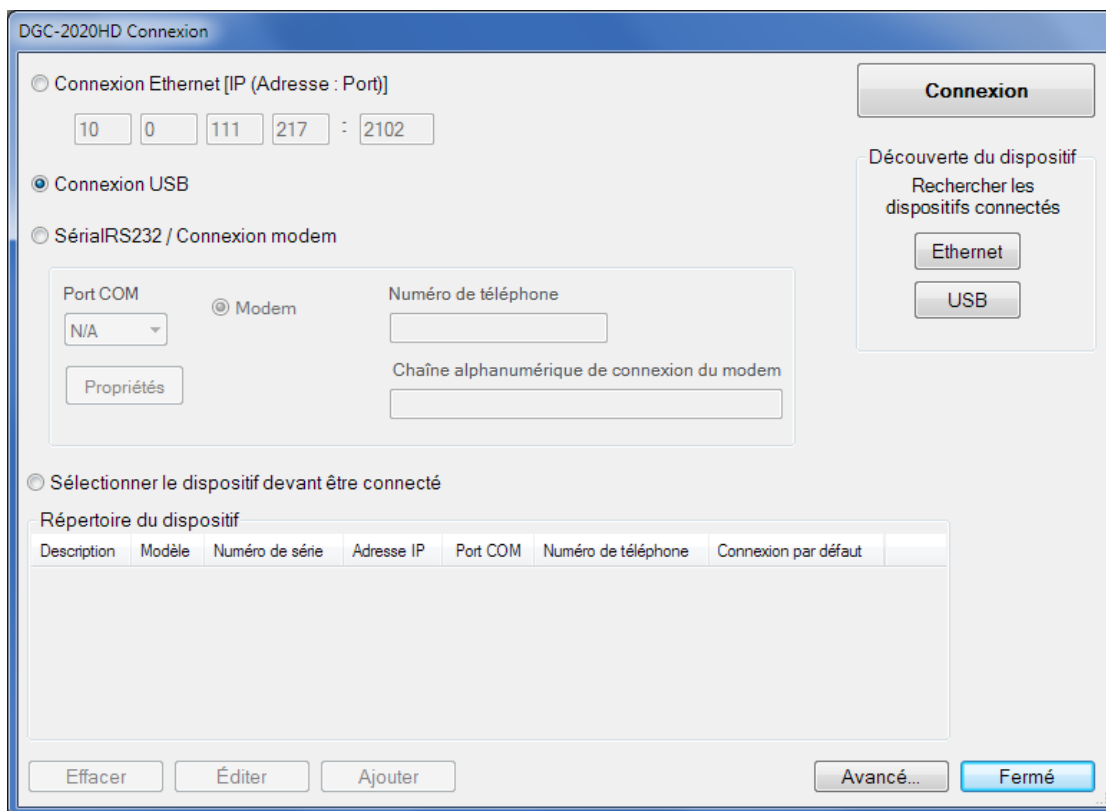 DGC-2020HD Connexion
Connexion Ethernet [IP (Adresse : Port)]
10 0 111 217 : 2102
Connexion
Découverte du dispositif
Rechercher les
dispositifs connectés
Ethernet
USB
Connexion USB
SérialRS232 / Connexion modem
Port COM
N/A
Modem
Numéro de téléphone
Propriétés
Chaîne alphanumérique de connexion du modem
Sélectionner le dispositif devant être connecté
Répertoire du dispositif
Description Modèle Numéro de série Adresse IP Port COM Numéro de téléphone Connexion par défaut
Effacer Éditer Ajouter Avancé... Fermé